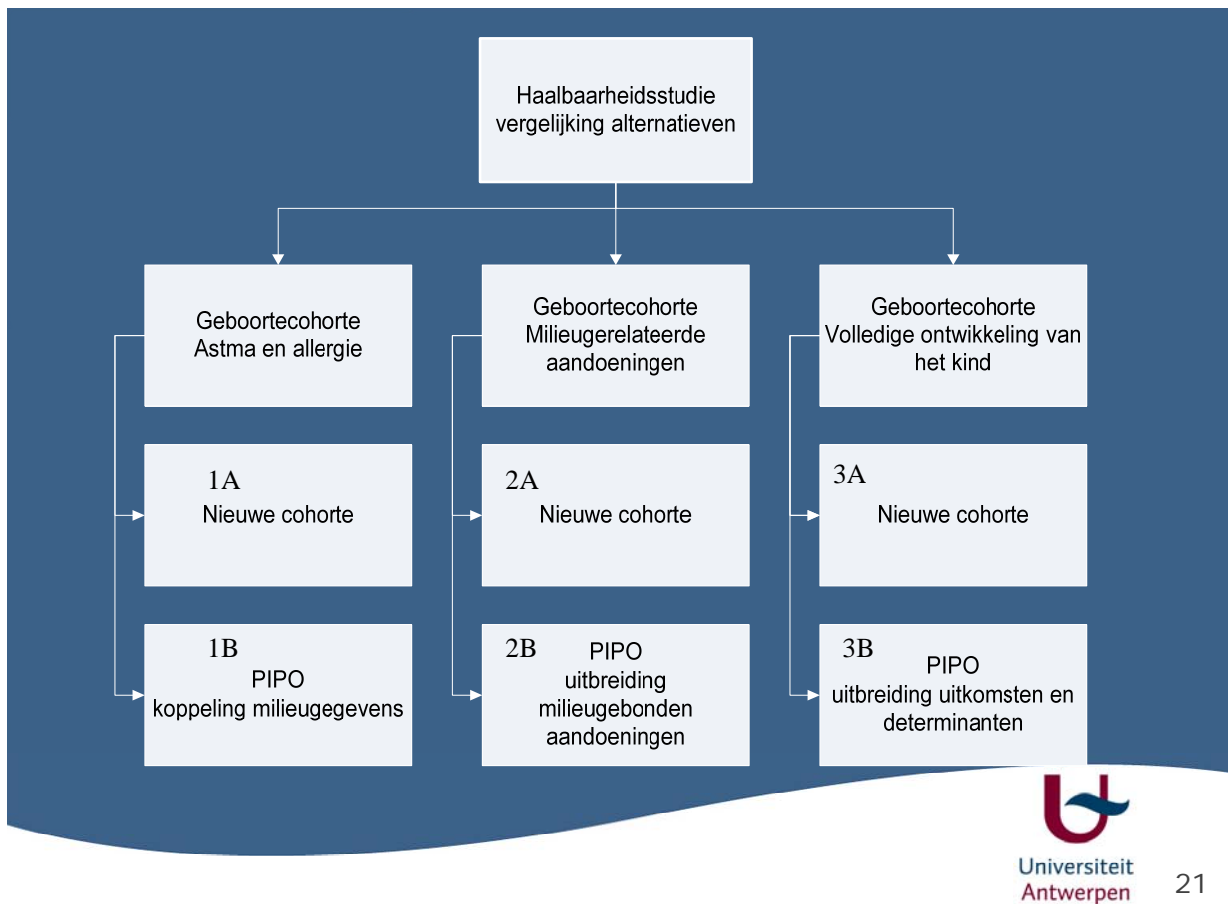 Haalbaarheidsstudie
vergelijking alternatieven
Geboortecohorte
Astma en allergie
Geboortecohorte
Milieugerelateerde
aandoeningen
Geboortecohorte
Volledige ontwikkeling van
het kind
1A
Nieuwe cohorte
2A
Nieuwe cohorte
3A
Nieuwe cohorte
1B
PIPO
koppeling milieugegevens
2B
PIPO
uitbreiding
milieugebonden
aandoeningen
3B
PIPO
uitbreiding uitkomsten en
determinanten
Universiteit
Antwerpen
21